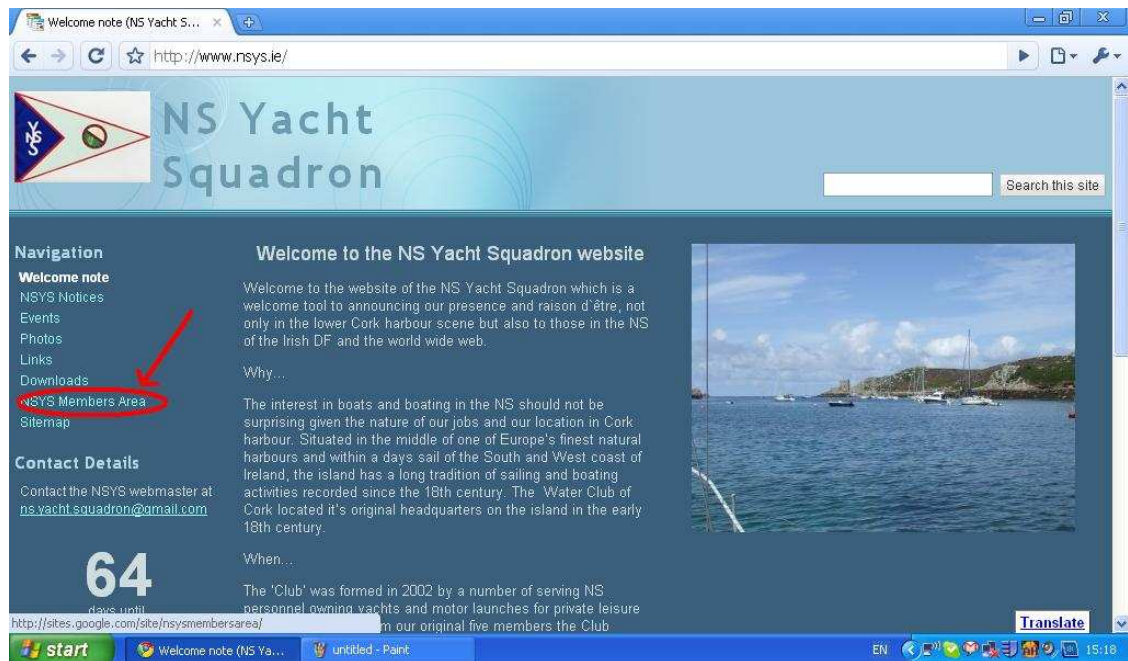 Welcome note (NS Yacht S...
http://www.nsys.ie/
YNS
NS
NS Yacht
Squadron
Search this site
Navigation
Welcome note
NSYS Notices
Events
Photos
Links
Downloads
NSYS Members Area
Sitemap
Contact Details
Contact the NSYS webmaster at
ns.yacht.squadron@gmail.com
64
days until
Welcome to the NS Yacht Squadron website
Welcome to the website of the NS Yacht Squadron which is a
welcome tool to announcing our presence and raison d`être, not
only in the lower Cork harbour scene but also to those in the NS
of the Irish DF and the world wide web.
Why...
The interest in boats and boating in the NS should not be
surprising given the nature of our jobs and our location in Cork
harbour. Situated in the middle of one of Europe's finest natural
harbours and within a days sail of the South and West coast of
Ireland, the island has a long tradition of sailing and boating
activities recorded since the 18th century. The Water Club of
Cork located it's original headquarters on the island in the early
18th century.
When...
The 'Club' was formed in 2002 by a number of serving NS
personnel owning yachts and motor launches for private leisure
m our original five members the Club
Translate
http://sites.google.com/site/nsysmembersarea/
start
Welcome note (NS Ya...
untitled - Paint
EN
15:18